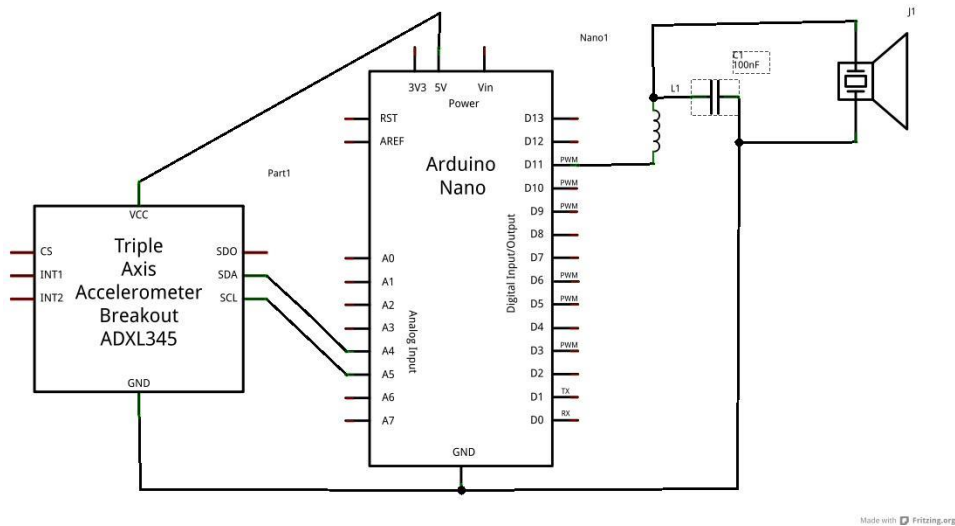 J1
Nano1
C1
100nF
L1
3V3 5V Vin
Power
RST
AREF
Arduino
Nano
D13
D12
D11 PWM
D10 PWM
D9 PWM
D8
D7
D6 PWM
D5 PWM
D4
D3 PWM
D2
D1 TX
D0 RX
Digital Input/Output
A0
A1
A2
A3
A4
A5
A6
A7
Analog Input
GND
Part1
VCC
Triple
Axis
Accelerometer
Breakout
ADXL345
CS
INT1
INT2
SDO
SDA
SCL
GND
Made with Fritzing.org